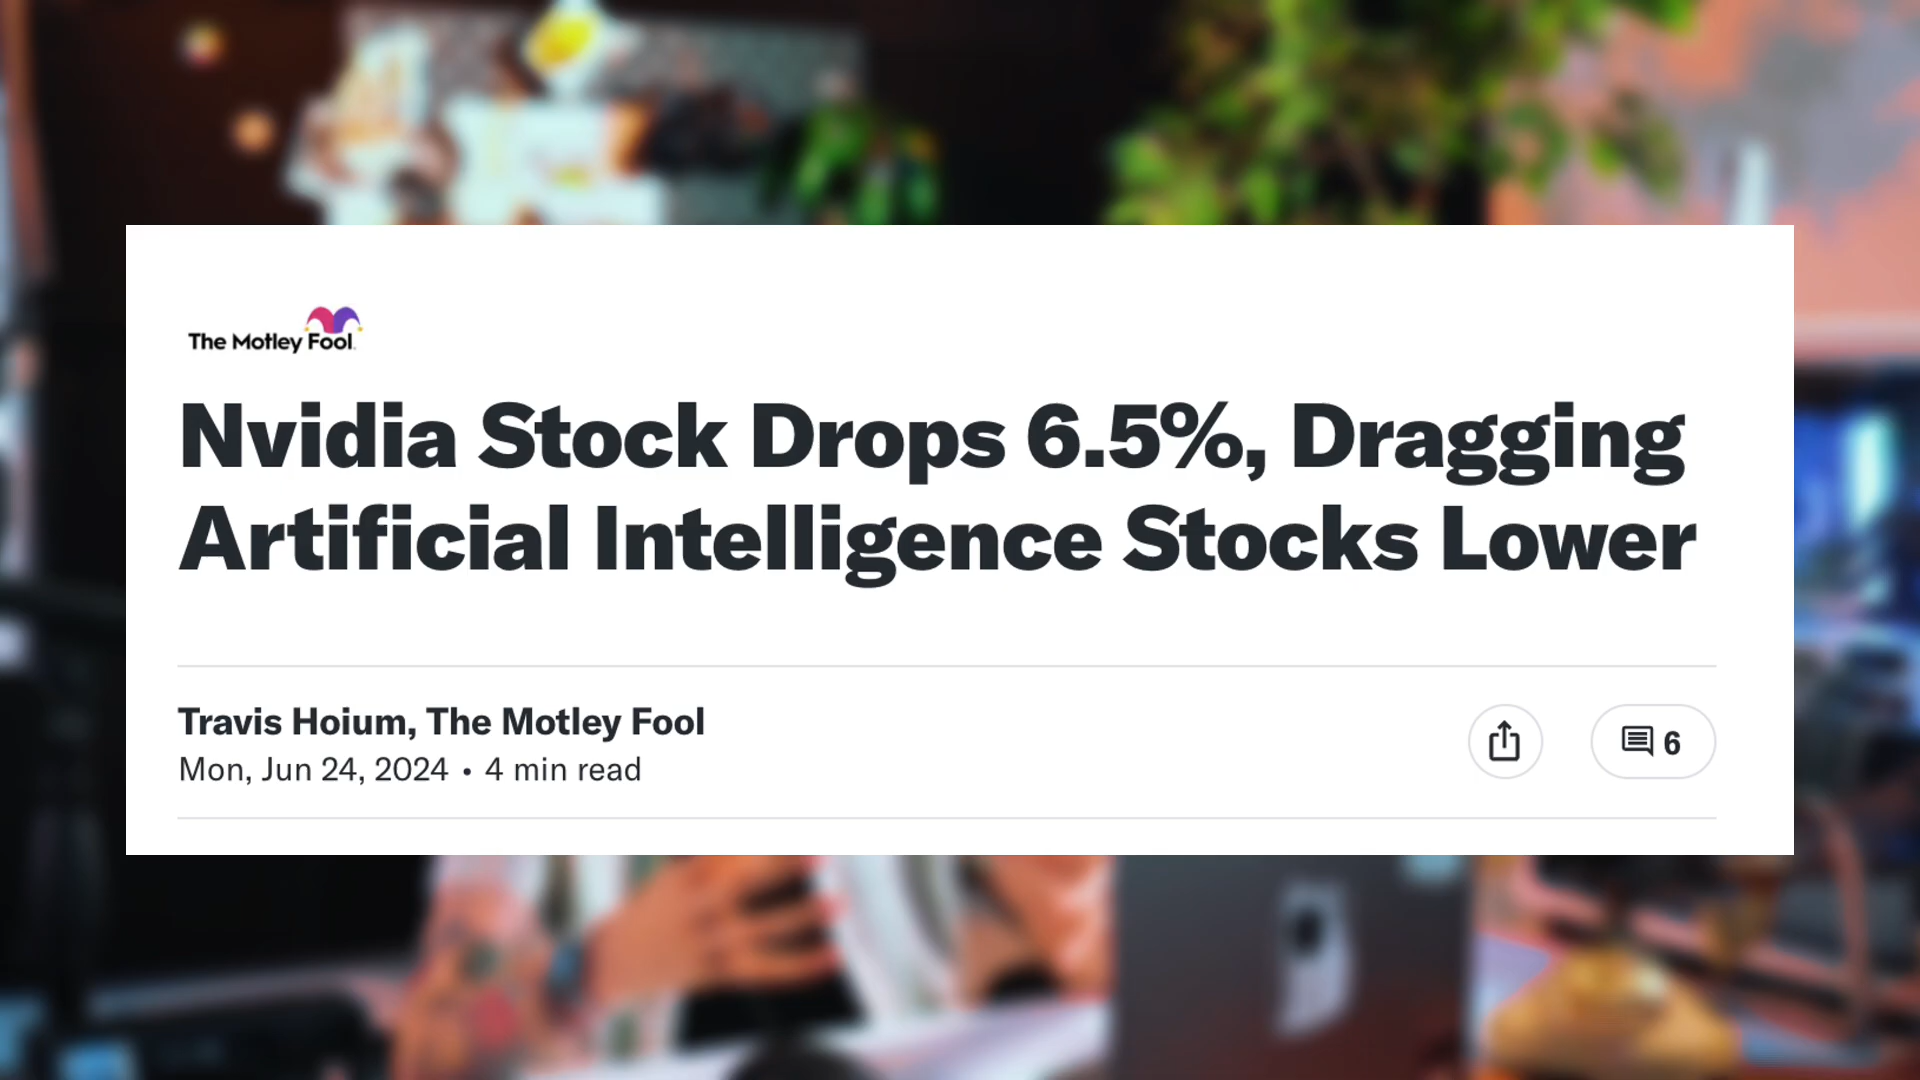 The Motley Fool
Nvidia Stock Drops 6.5%, Dragging
Artificial Intelligence Stocks Lower
Travis Hoium, The Motley Fool
Mon, Jun 24, 2024 • 4 min read
6